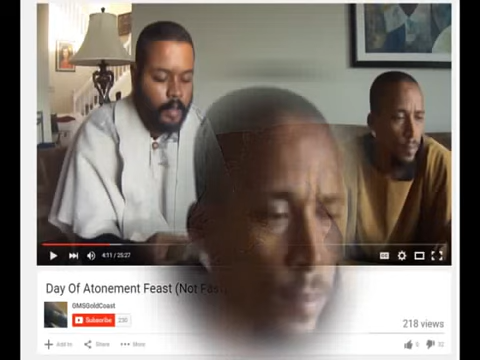 4:11 / 25:27
Day Of Atonement Feast (Not Fast)
GMSGoldCoast
Subscribe 230
218 views
Add to Share More